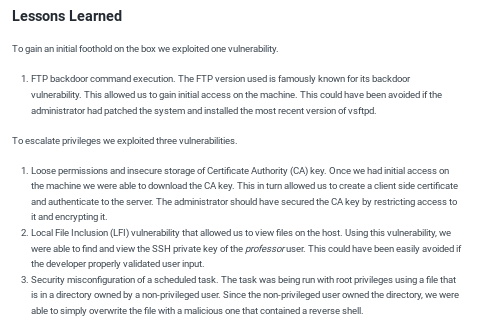 Lessons Learned
To gain an initial foothold on the box we exploited one vulnerability.
1. FTP backdoor command execution. The FTP version used is famously known for its backdoor
vulnerability. This allowed us to gain initial access on the machine. This could have been avoided if the
administrator had patched the system and installed the most recent version of vsftpd.
To escalate privileges we exploited three vulnerabilities.
1. Loose permissions and insecure storage of Certificate Authority (CA) key. Once we had initial access on
the machine we were able to download the CA key. This in turn allowed us to create a client side certificate
and authenticate to the server. The administrator should have secured the CA key by restricting access to
it and encrypting it.
2. Local File Inclusion (LFI) vulnerability that allowed us to view files on the host. Using this vulnerability, we
were able to find and view the SSH private key of the professor user. This could have been easily avoided if
the developer properly validated user input.
3. Security misconfiguration of a scheduled task. The task was being run with root privileges using a file that
is in a directory owned by a non-privileged user. Since the non-privileged user owned the directory, we were
able to simply overwrite the file with a malicious one that contained a reverse shell.